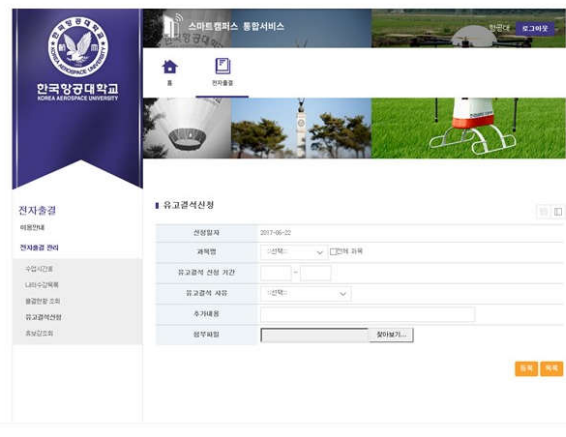 스마트캠퍼스 통합서비스
항공대
로그아웃
한국항공대학교
KOREA AEROSPACE UNIVERSITY
홈
전자출결
전자출결
이용안내
전자출결 관리
수업시간표
나의수강목록
출결현황 조회
유고결석신청
휴보강조회
유고결석신청
신청일자
2017-06-22
과목명
::선택::
전체 과목
유고결석 신청 기간
~
유고결석 사유
::선택::
추가내용
첨부파일
찾아보기...
등록
목록